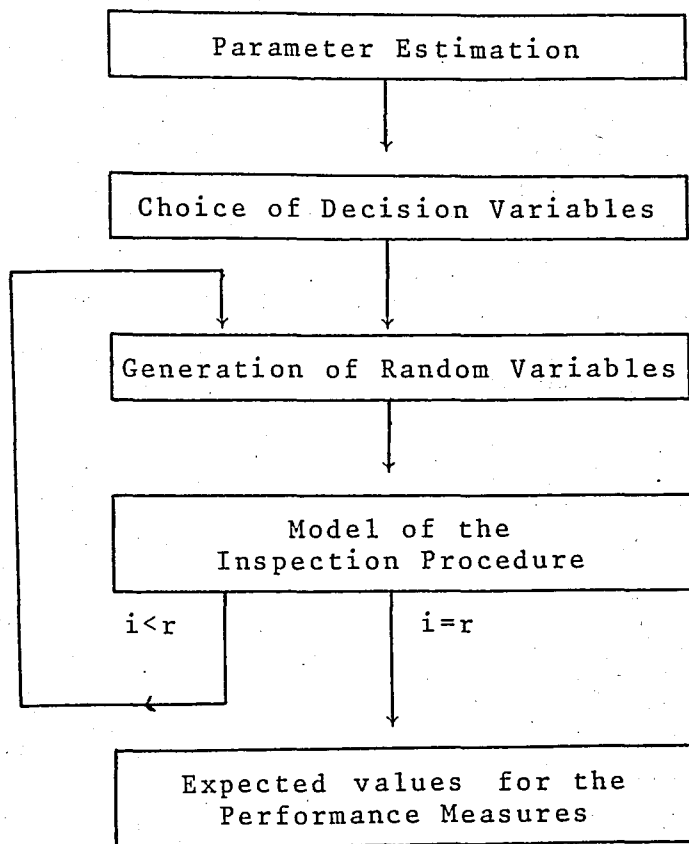 Parameter Estimation
Choice of Decision Variables
Generation of Random Variables
Model of the
Inspection Procedure
i<r
i=r
Expected values for the
Performance Measures